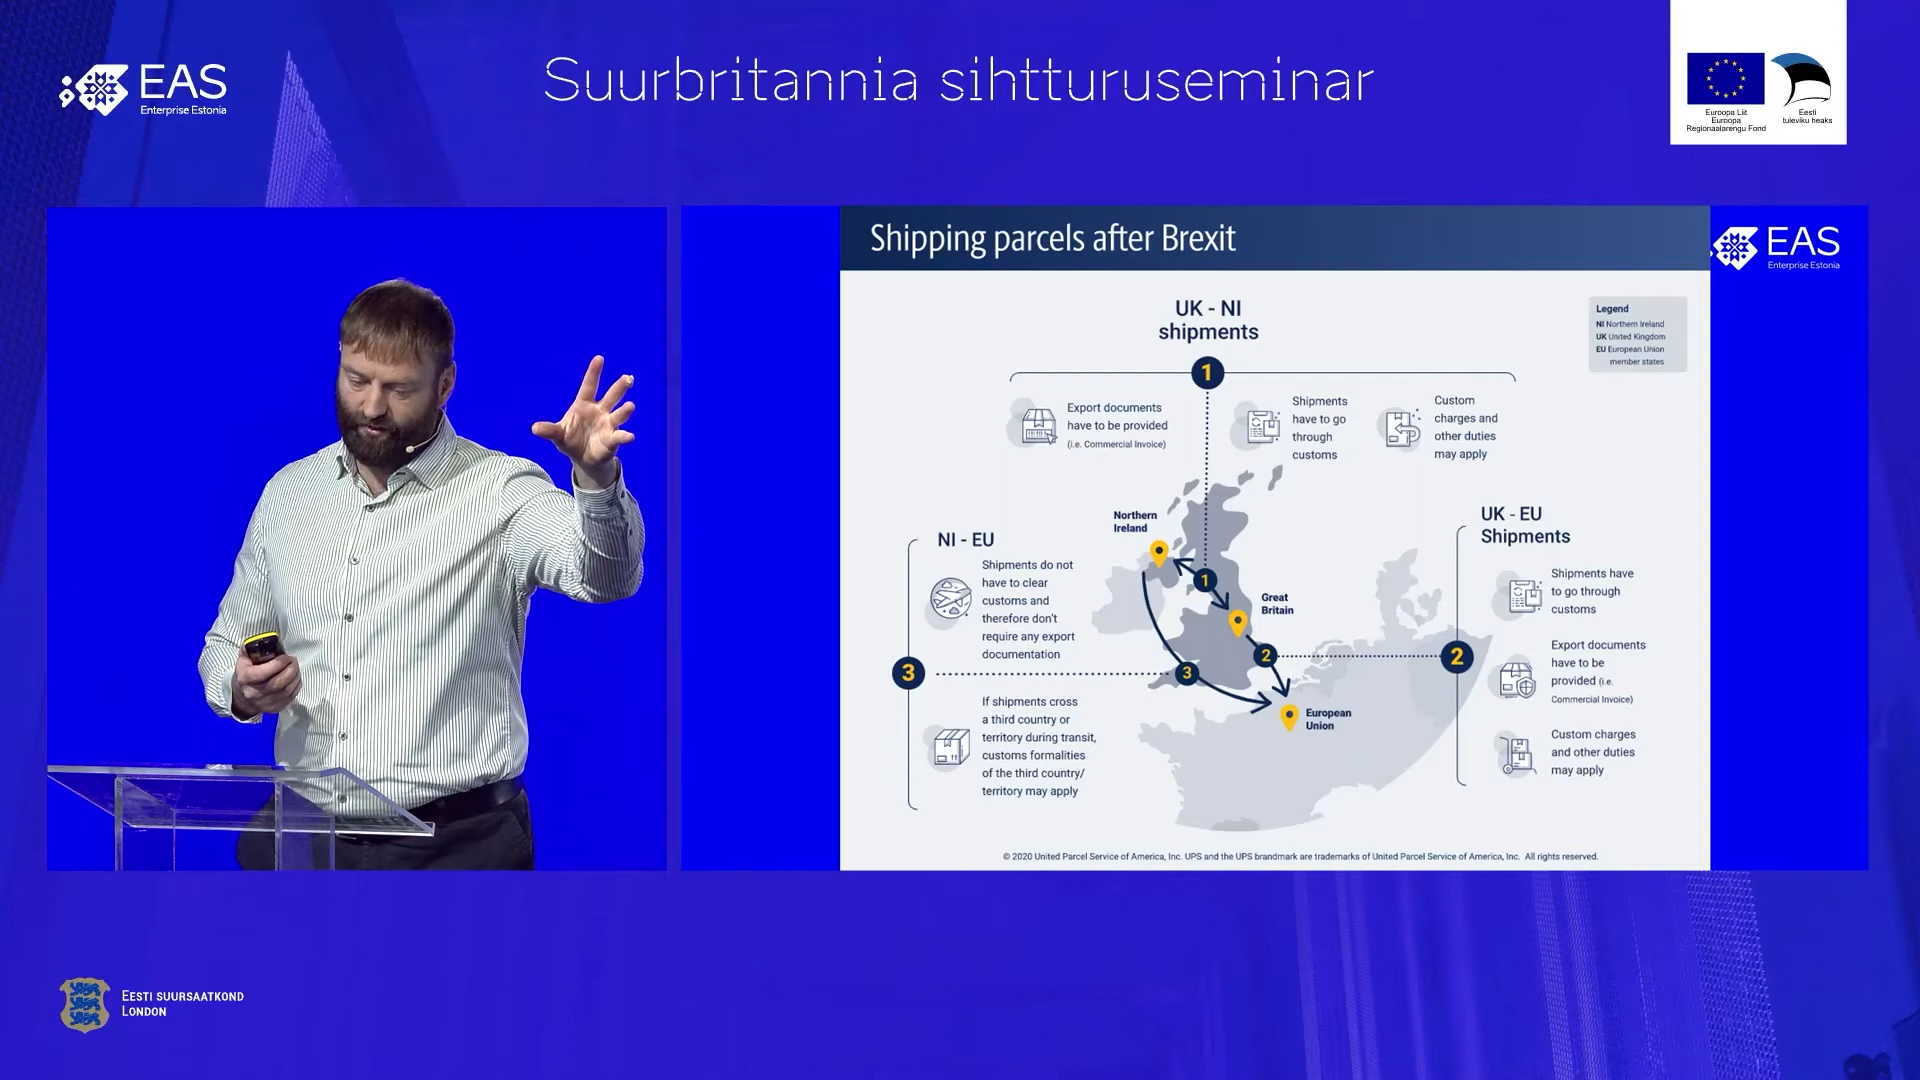 EAS
Enterprise Estonia
Suurbritannia sihtturuseminar
Euroopa Liit
Euroopa
Regionaalarengu Fond
Eesti
tuleviku heaks
Shipping parcels after Brexit
EAS
Enterprise Estonia
UK - NI
shipments
Legend
NI Northern Ireland
UK United Kingdom
EU European Union
member states
1
Export documents
have to be provided
(i.e. Commercial Invoice)
Shipments
have to go
through
customs
Custom
charges and
other duties
may apply
Northern
Ireland
1
Great
Britain
2
3
European
Union
NI - EU
Shipments do not
have to clear
customs and
therefore don't
require any export
documentation
3
If shipments cross
a third country or
territory during transit,
customs formalities
of the third country/
territory may apply
UK - EU
Shipments
Shipments have
to go through
customs
2
Export documents
have to be
provided (i.e.
Commercial Invoice)
Custom charges
and other duties
may apply
© 2020 United Parcel Service of America, Inc. UPS and the UPS brandmark are trademarks of United Parcel Service of America, Inc. All rights reserved.
EESTI SUURSAATKOND
LONDON